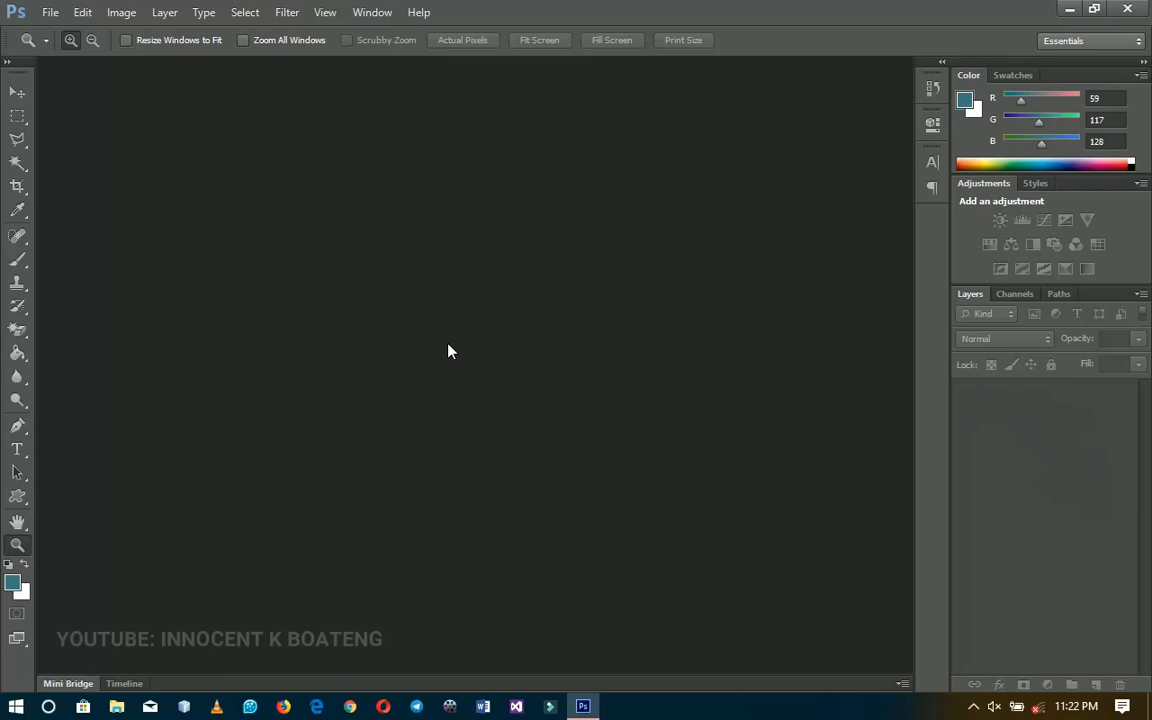 Ps File Edit Image Layer Type Select Filter View Window Help
Resize Windows to Fit Zoom All Windows Scrubby Zoom Actual Pixels Fit Screen Fill Screen Print Size Essentials
Color Swatches
R 59
G 117
B 128
Adjustments Styles
Add an adjustment
Layers Channels Paths
Kind
Normal Opacity:
Lock: Fill:
YOUTUBE: INNOCENT K BOATENG
Mini Bridge Timeline
11:22 PM